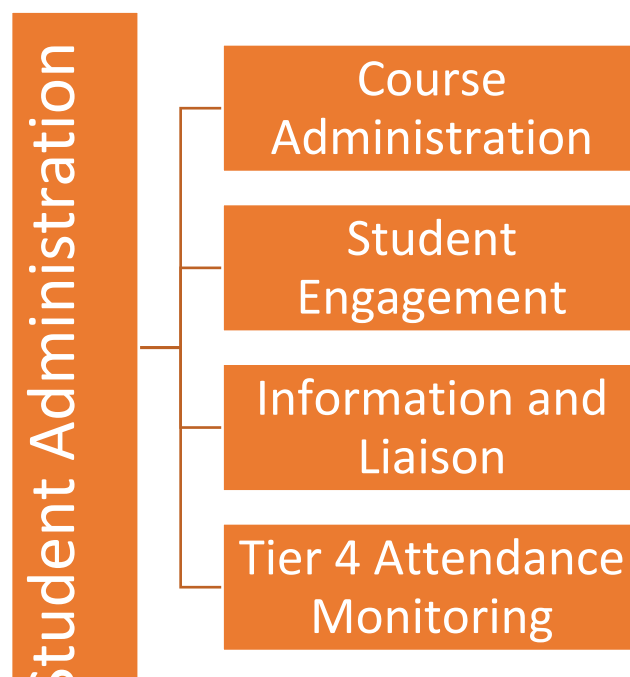 Student Administration
Course
Administration
Student
Engagement
Information and
Liaison
Tier 4 Attendance
Monitoring